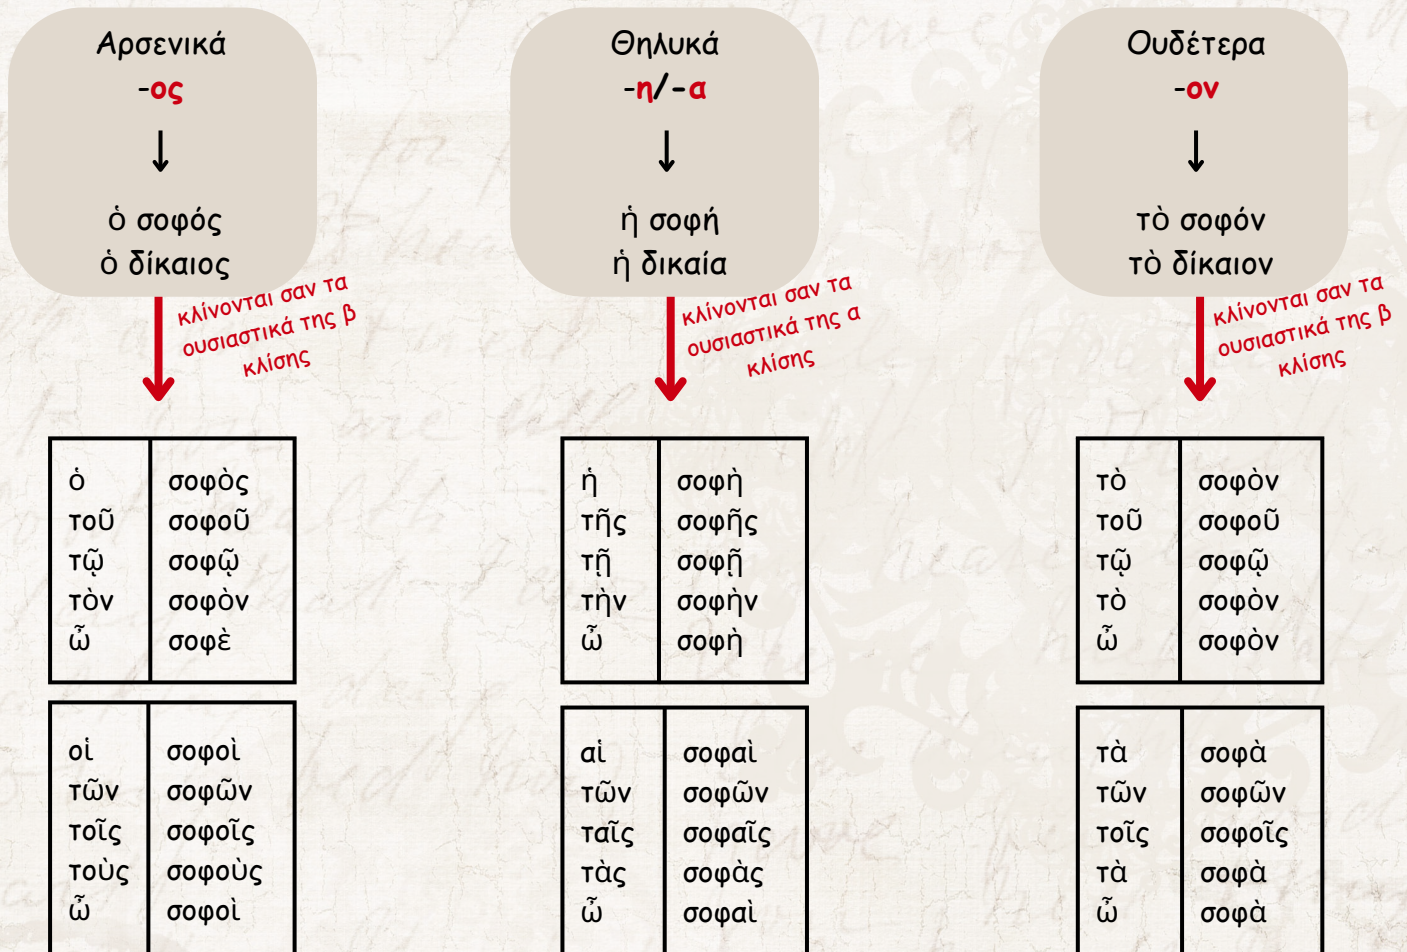 Αρσενικά
-ος
↓
ὁ σοφός
ὁ δίκαιος
κλίνονται σαν τα
ουσιαστικά της β
κλίσης
ὁ σοφὸς
τοῦ σοφοῦ
τῷ σοφῷ
τὸν σοφὸν
ὦ σοφὲ
οἱ σοφοὶ
τῶν σοφῶν
τοῖς σοφοῖς
τοὺς σοφοὺς
ὦ σοφοὶ
Θηλυκά
-η/-α
↓
ἡ σοφή
ἡ δικαία
κλίνονται σαν τα
ουσιαστικά της α
κλίσης
ἡ σοφὴ
τῆς σοφῆς
τῇ σοφῇ
τὴν σοφὴν
ὦ σοφὴ
αἱ σοφαὶ
τῶν σοφῶν
ταῖς σοφαῖς
τὰς σοφὰς
ὦ σοφαὶ
Ουδέτερα
-ον
↓
τὸ σοφόν
τὸ δίκαιον
κλίνονται σαν τα
ουσιαστικά της β
κλίσης
τὸ σοφὸν
τοῦ σοφοῦ
τῷ σοφῷ
τὸ σοφὸν
ὦ σοφὸν
τὰ σοφὰ
τῶν σοφῶν
τοῖς σοφοῖς
τὰ σοφὰ
ὦ σοφὰ